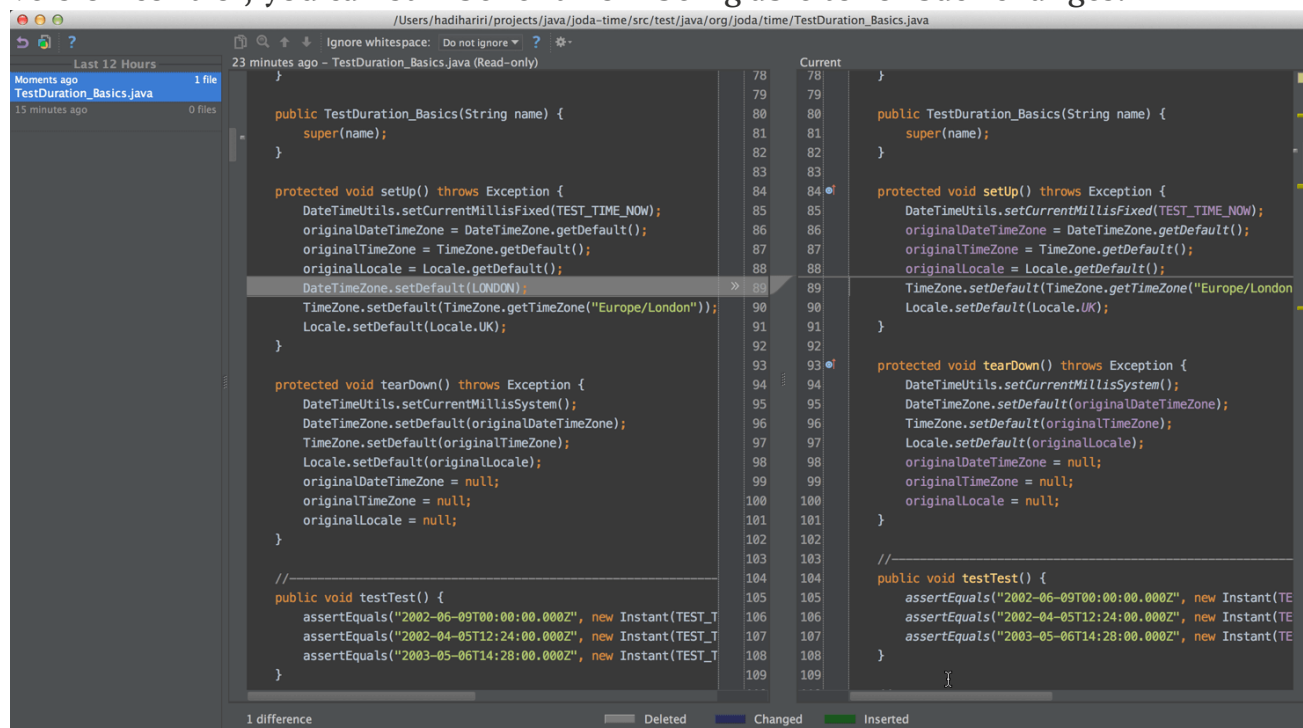 /Users/hadihariri/projects/java/joda-time/src/test/java/org/joda/time/TestDuration_Basics.java
? Ignore whitespace: Do not ignore ?
Last 12 Hours
Moments ago 1 file
TestDuration_Basics.java
15 minutes ago 0 files
23 minutes ago – TestDuration_Basics.java (Read-only)
} 78
79
public TestDuration_Basics(String name) { 80
super(name); 81
} 82
83
protected void setUp() throws Exception { 84
DateTimeUtils.setCurrentMillisFixed(TEST_TIME_NOW); 85
originalDateTimeZone = DateTimeZone.getDefault(); 86
originalTimeZone = TimeZone.getDefault(); 87
originalLocale = Locale.getDefault(); 88
DateTimeZone.setDefault(LONDON); » 89
TimeZone.setDefault(TimeZone.getTimeZone("Europe/London")); 90
Locale.setDefault(Locale.UK); 91
} 92
93
protected void tearDown() throws Exception { 94
DateTimeUtils.setCurrentMillisSystem(); 95
DateTimeZone.setDefault(originalDateTimeZone); 96
TimeZone.setDefault(originalTimeZone); 97
Locale.setDefault(originalLocale); 98
originalDateTimeZone = null; 99
originalTimeZone = null; 100
originalLocale = null; 101
} 102
103
//— 104
public void testTest() { 105
assertEquals("2002-06-09T00:00:00.000Z", new Instant(TEST_T 106
assertEquals("2002-04-05T12:24:00.000Z", new Instant(TEST_T 107
assertEquals("2003-05-06T14:28:00.000Z", new Instant(TEST_T 108
} 109
Current
78 }
79
80 public TestDuration_Basics(String name) {
81 super(name);
82 }
83
84 protected void setUp() throws Exception {
85 DateTimeUtils.setCurrentMillisFixed(TEST_TIME_NOW);
86 originalDateTimeZone = DateTimeZone.getDefault();
87 originalTimeZone = TimeZone.getDefault();
88 originalLocale = Locale.getDefault();
89 TimeZone.setDefault(TimeZone.getTimeZone("Europe/London
90 Locale.setDefault(Locale.UK);
91 }
92
93 protected void tearDown() throws Exception {
94 DateTimeUtils.setCurrentMillisSystem();
95 DateTimeZone.setDefault(originalDateTimeZone);
96 TimeZone.setDefault(originalTimeZone);
97 Locale.setDefault(originalLocale);
98 originalDateTimeZone = null;
99 originalTimeZone = null;
100 originalLocale = null;
101 }
102
103 //—
104 public void testTest() {
105 assertEquals("2002-06-09T00:00:00.000Z", new Instant(TE
106 assertEquals("2002-04-05T12:24:00.000Z", new Instant(TE
107 assertEquals("2003-05-06T14:28:00.000Z", new Instant(TE
108 }
109
1 difference Deleted Changed Inserted